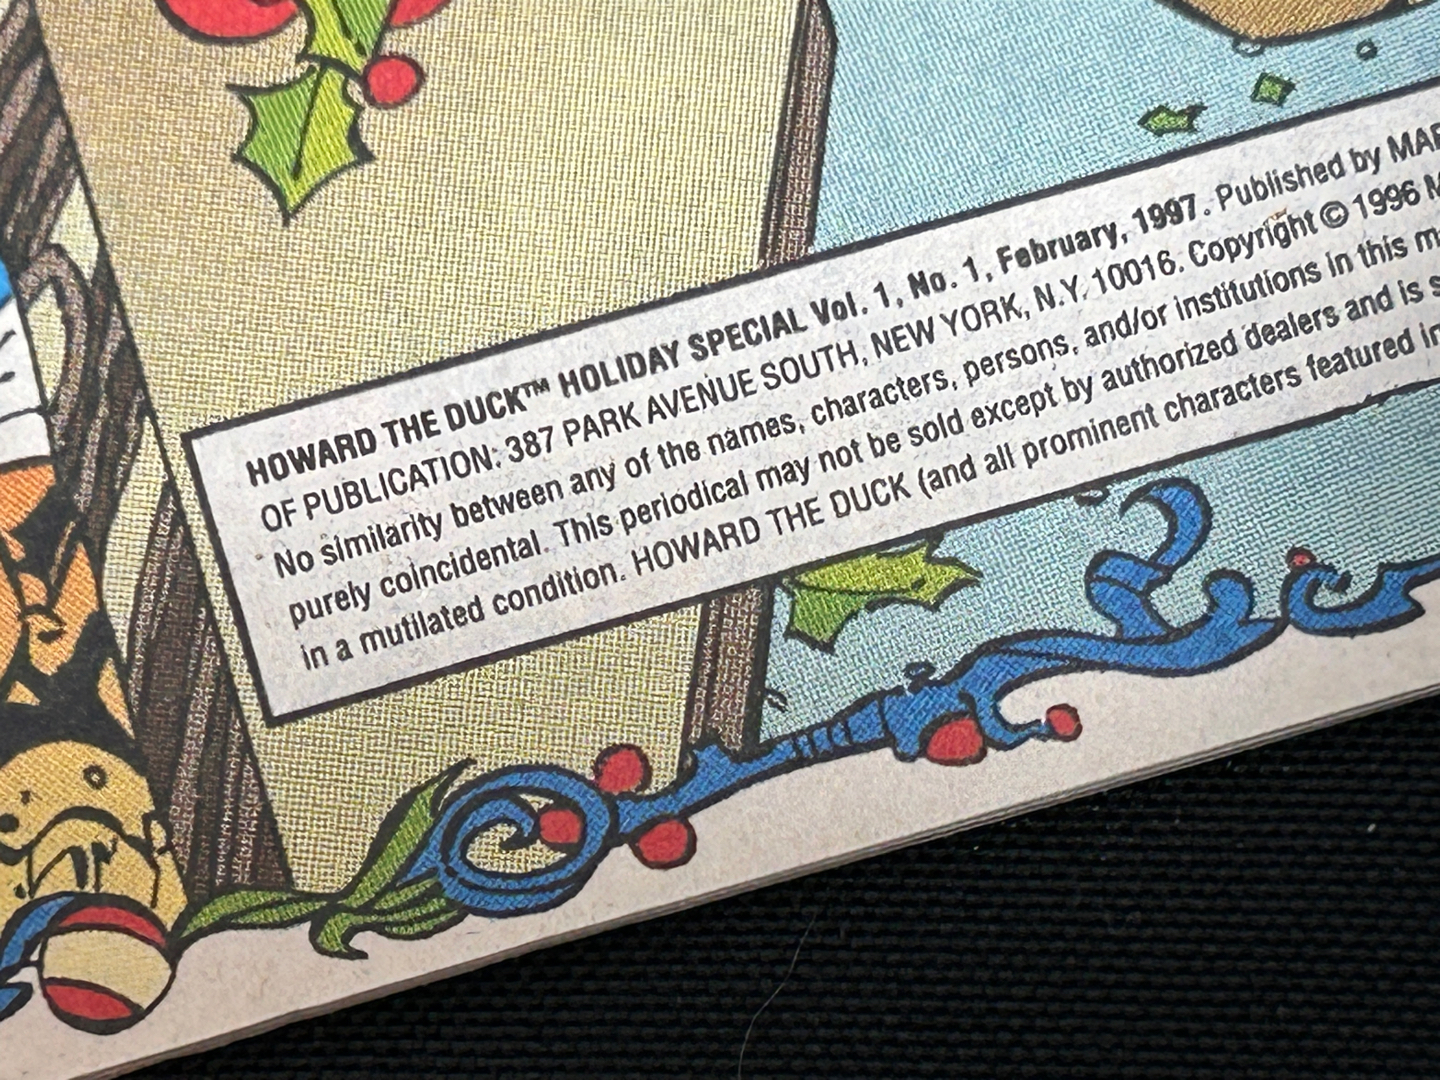 HOWARD THE DUCK™ HOLIDAY SPECIAL Vol. 1, No. 1, February, 1997. Published by MAR
OF PUBLICATION: 387 PARK AVENUE SOUTH, NEW YORK, N.Y. 10016. Copyright © 1996 M
No similarity between any of the names, characters, persons, and/or institutions in this m
purely coincidental. This periodical may not be sold except by authorized dealers and is s
in a mutilated condition. HOWARD THE DUCK (and all prominent characters featured in